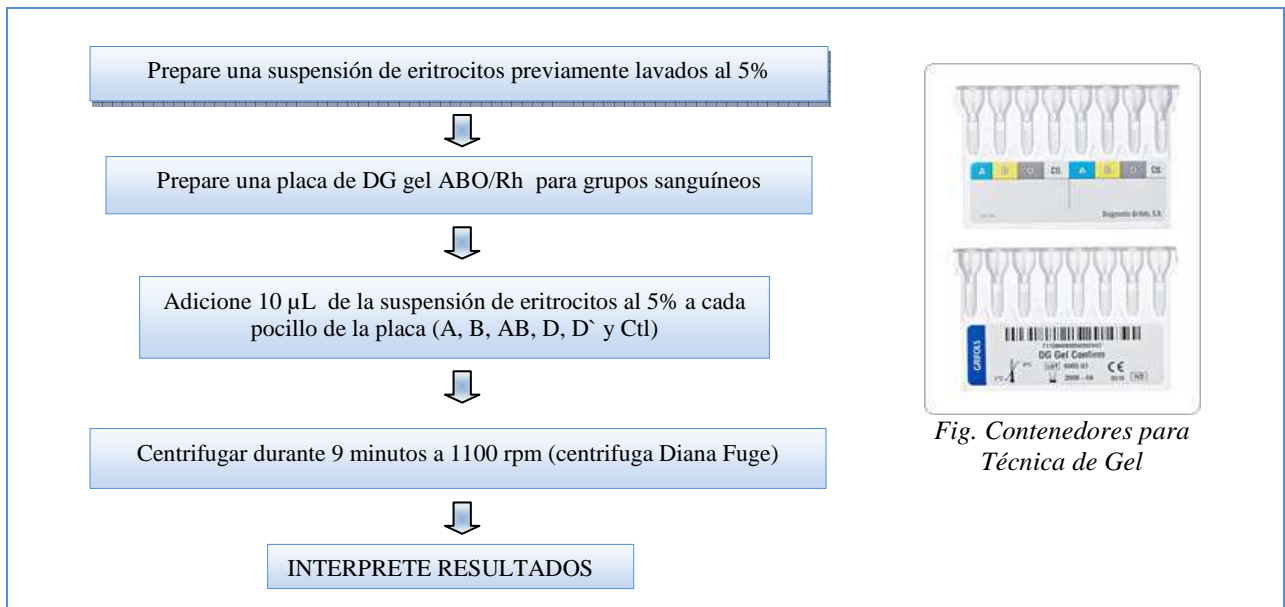 Prepare una suspensión de eritrocitos previamente lavados al 5%
Prepare una placa de DG gel ABO/Rh para grupos sanguíneos
Adicione 10 µL de la suspensión de eritrocitos al 5% a cada
pocillo de la placa (A, B, AB, D, D` y Ctl)
Centrifugar durante 9 minutos a 1100 rpm (centrifuga Diana Fuge)
INTERPRETE RESULTADOS
A B D Ctl A B D Ctl
Diagnostic Grifols, S.A.
GRIFOLS
DG Gel Confirm
CE
Fig. Contenedores para
Técnica de Gel